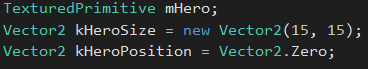 TexturedPrimitive mHero;
Vector2 kHeroSize = new Vector2(15, 15);
Vector2 kHeroPosition = Vector2.Zero;